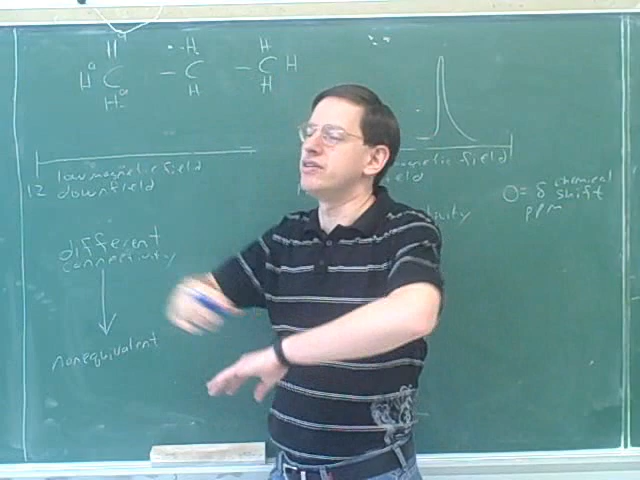 H
H C
H
H
C
H
H
C H
H
low magnetic field
12 downfield
magnetic field
0 = δ chemical
shift
ppm
different
connectivity
nonequivalent